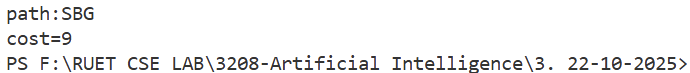 path:SBG
cost=9
PS F:\RUET CSE LAB\3208-Artificial Intelligence\3. 22-10-2025>